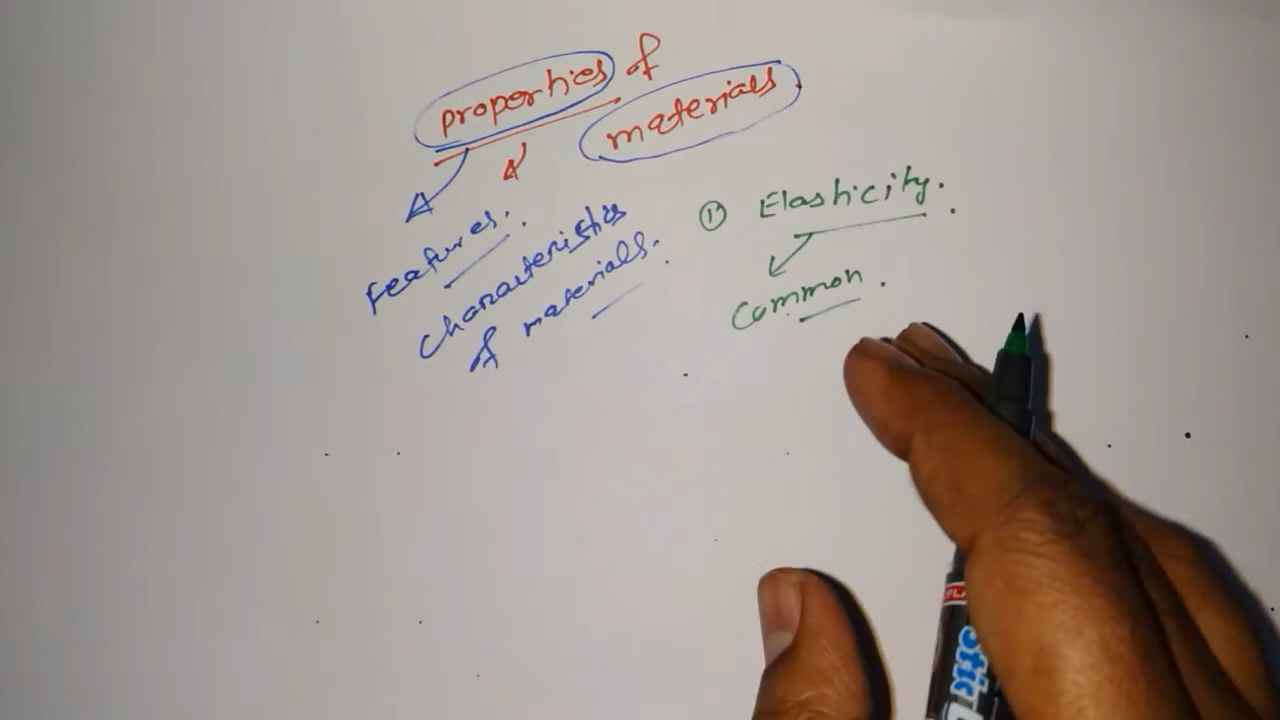 properties of
materials
Features.
characteristics
of materials.
① Elasticity.
Common.